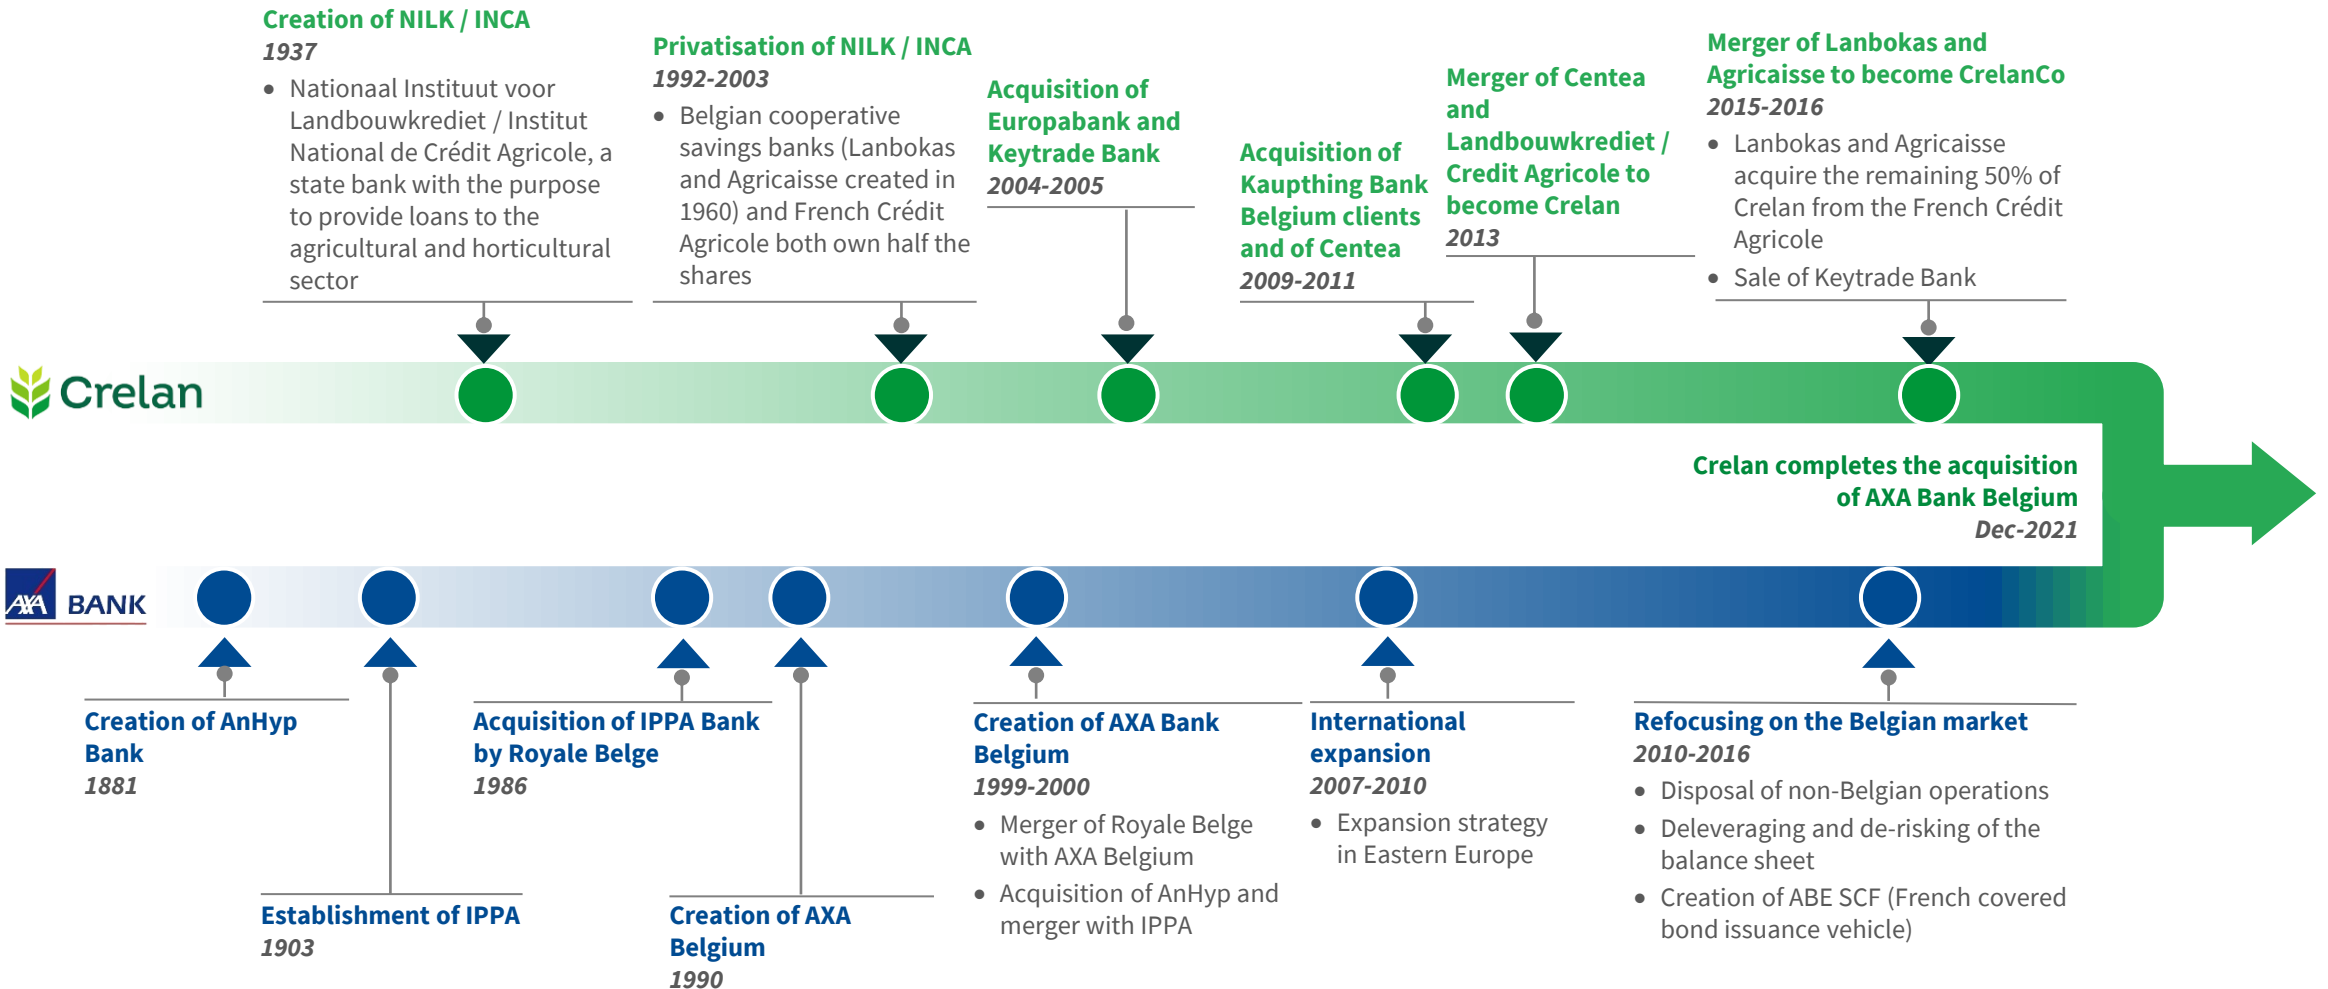 Creation of NILK / INCA
1937
• Nationaal Instituut voor
Landbouwkrediet / Institut
National de Crédit Agricole, a
state bank with the purpose
to provide loans to the
agricultural and horticultural
sector
Privatisation of NILK / INCA
1992-2003
• Belgian cooperative
savings banks (Lanbokas
and Agricaisse created in
1960) and French Crédit
Agricole both own half the
shares
Acquisition of
Europabank and
Keytrade Bank
2004-2005
Acquisition of
Kaupthing Bank
Belgium clients
and of Centea
2009-2011
Merger of Centea
and
Landbouwkrediet /
Credit Agricole to
become Crelan
2013
Merger of Lanbokas and
Agricaisse to become CrelanCo
2015-2016
• Lanbokas and Agricaisse
acquire the remaining 50% of
Crelan from the French Crédit
Agricole
• Sale of Keytrade Bank
Crelan
Crelan completes the acquisition
of AXA Bank Belgium
Dec-2021
AXA BANK
Creation of AnHyp
Bank
1881
Establishment of IPPA
1903
Acquisition of IPPA Bank
by Royale Belge
1986
Creation of AXA
Belgium
1990
Creation of AXA Bank
Belgium
1999-2000
• Merger of Royale Belge
with AXA Belgium
• Acquisition of AnHyp and
merger with IPPA
International
expansion
2007-2010
• Expansion strategy
in Eastern Europe
Refocusing on the Belgian market
2010-2016
• Disposal of non-Belgian operations
• Deleveraging and de-risking of the
balance sheet
• Creation of ABE SCF (French covered
bond issuance vehicle)